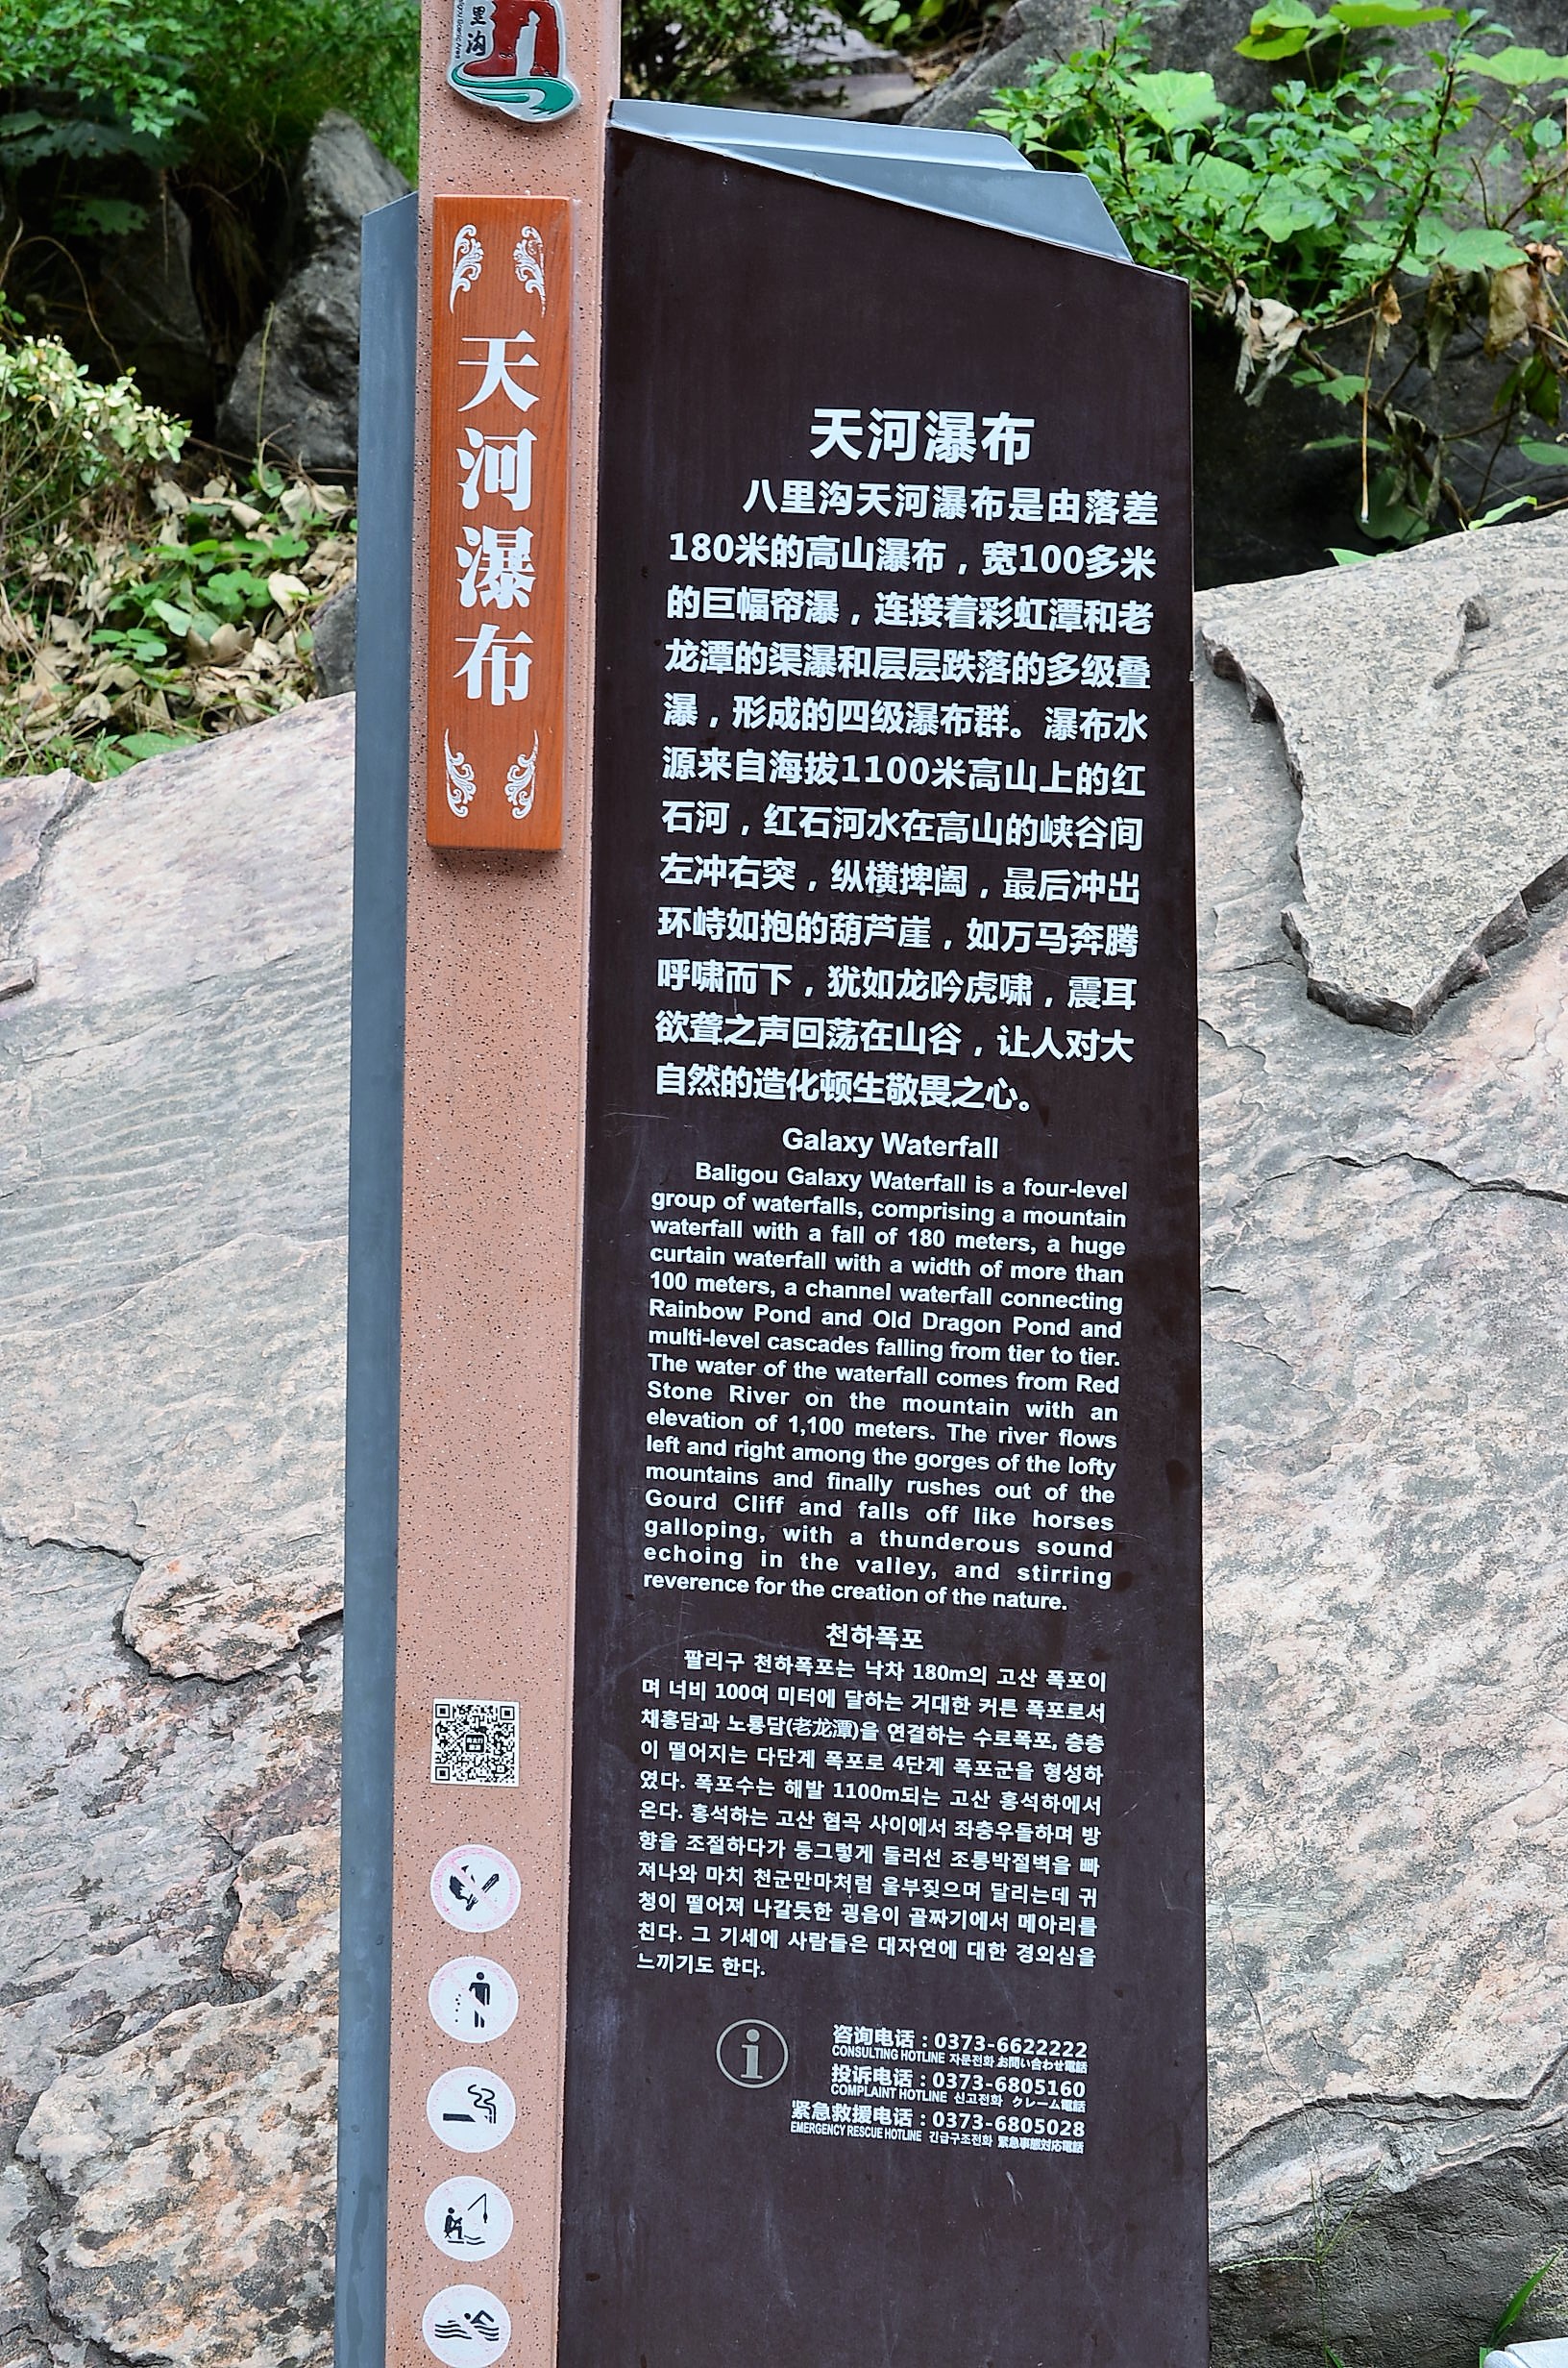 里沟
天河瀑布
天河瀑布
八里沟天河瀑布是由落差
180米的高山瀑布，宽100多米
的巨幅帘瀑，连接着彩虹潭和老
龙潭的渠瀑和层层跌落的多级叠
瀑，形成的四级瀑布群。瀑布水
源来自海拔1100米高山上的红
石河，红石河水在高山的峡谷间
左冲右突，纵横捭阖，最后冲出
环峙如抱的葫芦崖，如万马奔腾
呼啸而下，犹如龙吟虎啸，震耳
欲聋之声回荡在山谷，让人对大
自然的造化顿生敬畏之心。
Galaxy Waterfall
Baligou Galaxy Waterfall is a four-level
group of waterfalls, comprising a mountain
waterfall with a fall of 180 meters, a huge
curtain waterfall with a width of more than
100 meters, a channel waterfall connecting
Rainbow Pond and Old Dragon Pond and
multi-level cascades falling from tier to tier.
The water of the waterfall comes from Red
Stone River on the mountain with an
elevation of 1,100 meters. The river flows
left and right among the gorges of the lofty
mountains and finally rushes out of the
Gourd Cliff and falls off like horses
galloping, with a thunderous sound
echoing in the valley, and stirring
reverence for the creation of the nature.
천하폭포
팔리구 천하폭포는 낙차 180m의 고산 폭포이
며 너비 100여 미터에 달하는 거대한 커튼 폭포로서
채홍담과 노룡담(老龙潭)을 연결하는 수로폭포, 층층
이 떨어지는 다단계 폭포로 4단계 폭포군을 형성하
였다. 폭포수는 해발 1100m되는 고산 홍석하에서
온다. 홍석하는 고산 협곡 사이에서 좌충우돌하며 방
향을 조절하다가 둥그렇게 둘러선 조롱박절벽을 빠
져나와 마치 천군만마처럼 울부짖으며 달리는데 귀
청이 떨어져 나갈듯한 굉음이 골짜기에서 메아리를
친다. 그 기세에 사람들은 대자연에 대한 경외심을
느끼기도 한다.
咨询电话：0373-6622222
CONSULTING HOTLINE 자문전화 お問い合わせ電話
投诉电话：0373-6805160
COMPLAINT HOTLINE 신고전화 クレーム電話
紧急救援电话：0373-6805028
EMERGENCY RESCUE HOTLINE 긴급구조전화 緊急事態対応電話